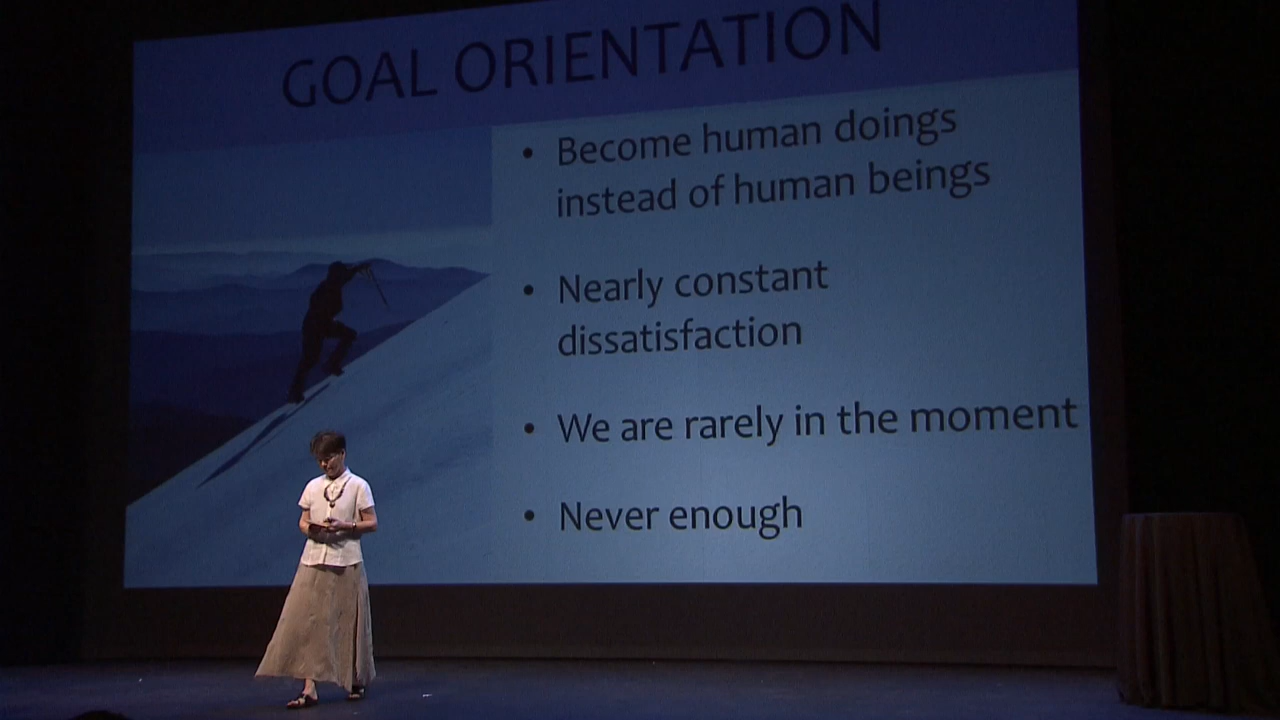 GOAL ORIENTATION
• Become human doings
instead of human beings
• Nearly constant
dissatisfaction
• We are rarely in the moment
• Never enough